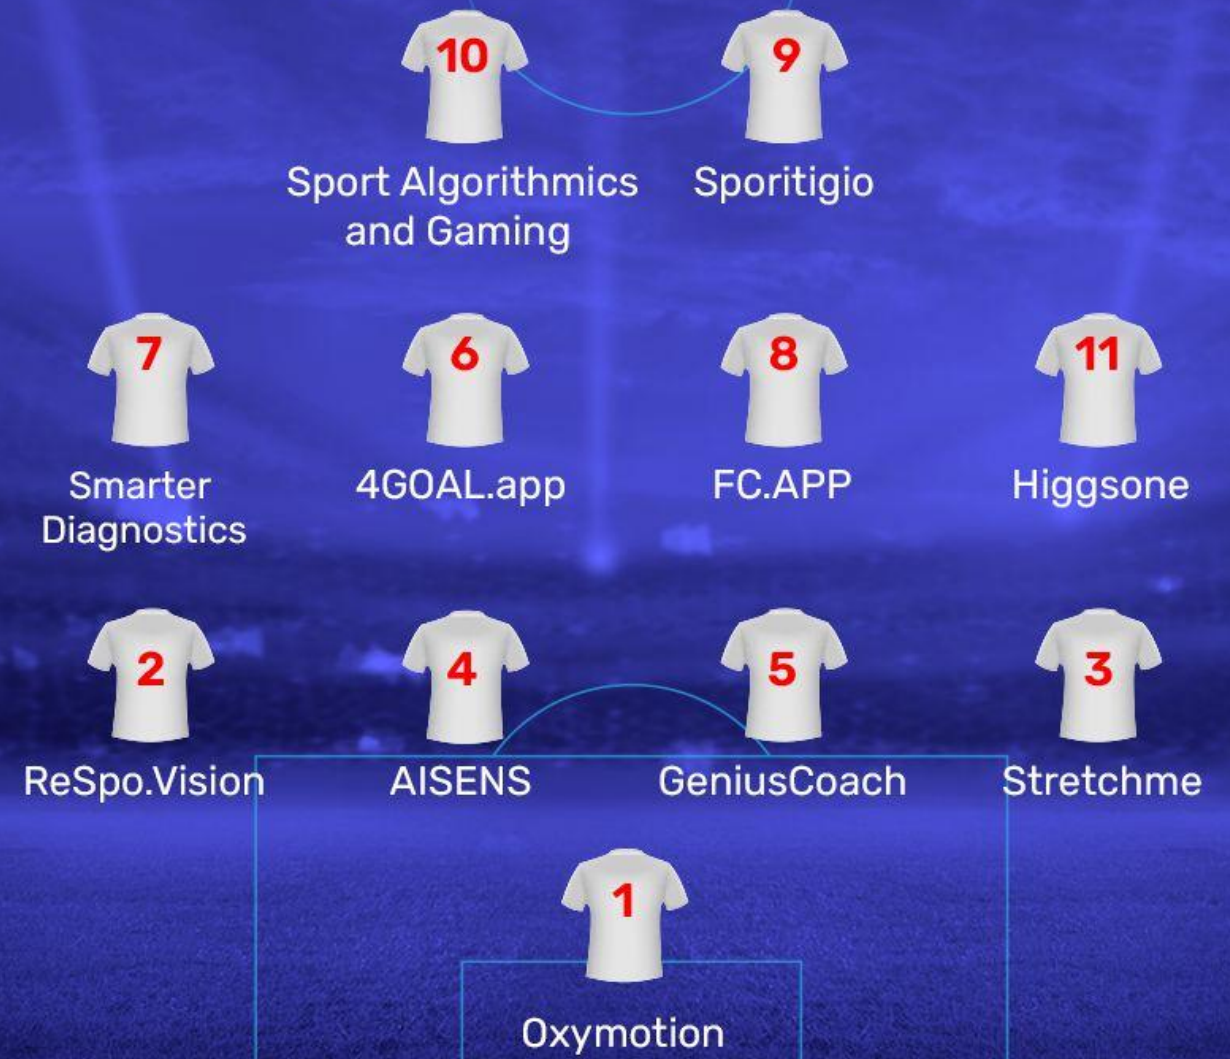 10
9
Sport Algorithmics
and Gaming
Sporitigio
7
6
8
11
Smarter
Diagnostics
4GOAL.app
FC.APP
Higgsone
2
4
5
3
ReSpo.Vision
AISENS
GeniusCoach
Stretchme
1
Oxymotion